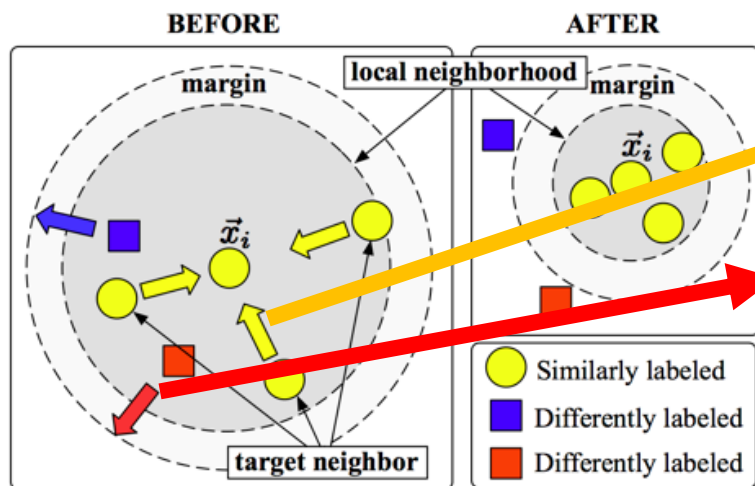 BEFORE
AFTER
local neighborhood
margin
margin
x⃗ᵢ
x⃗ᵢ
target neighbor
Similarly labeled
Differently labeled
Differently labeled